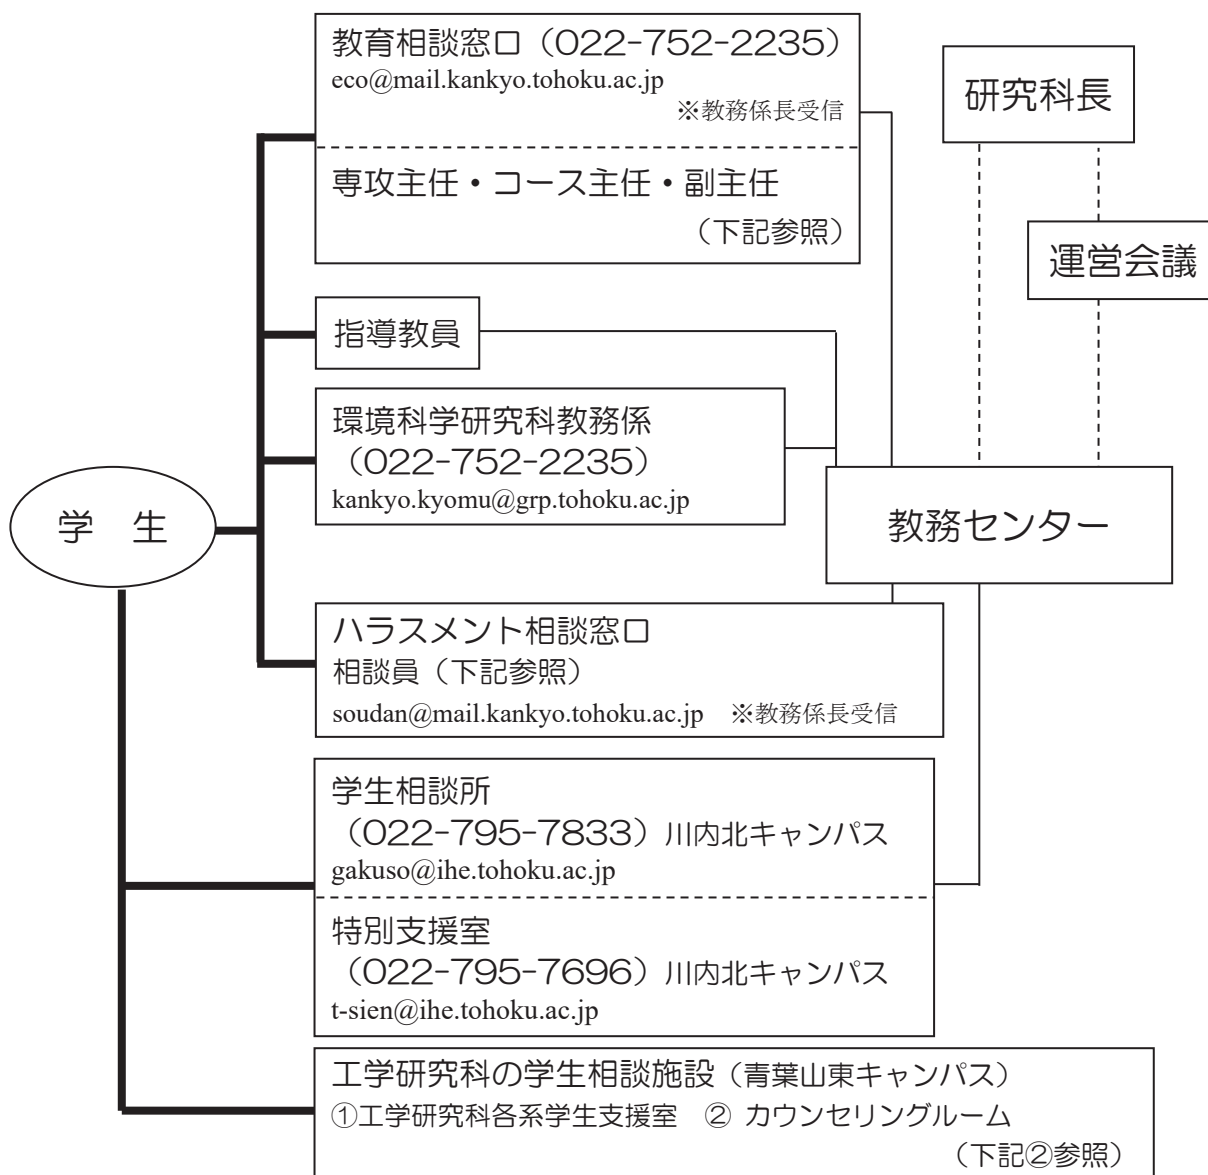 教育相談窓口（022-752-2235）
eco@mail.kankyo.tohoku.ac.jp
※教務係長受信
専攻主任・コース主任・副主任
（下記参照）
研究科長
運営会議
指導教員
環境科学研究科教務係
（022-752-2235）
kankyo.kyomu@grp.tohoku.ac.jp
学　生
教務センター
ハラスメント相談窓口
相談員（下記参照）
soudan@mail.kankyo.tohoku.ac.jp　※教務係長受信
学生相談所
（022-795-7833）川内北キャンパス
gakuso@ihe.tohoku.ac.jp
特別支援室
（022-795-7696）川内北キャンパス
t-sien@ihe.tohoku.ac.jp
工学研究科の学生相談施設（青葉山東キャンパス）
①工学研究科各系学生支援室　② カウンセリングルーム
（下記②参照）